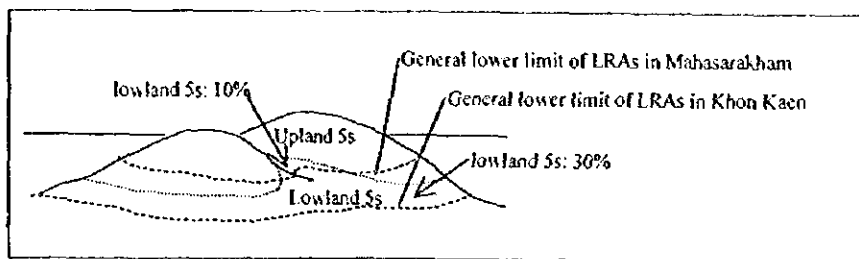 General lower limit of LRAs in Mahasarakham
lowland 5s: 10%
General lower limit of LRAs in Khon Kaen
Upland 5s
lowland 5s: 30%
Lowland 5s